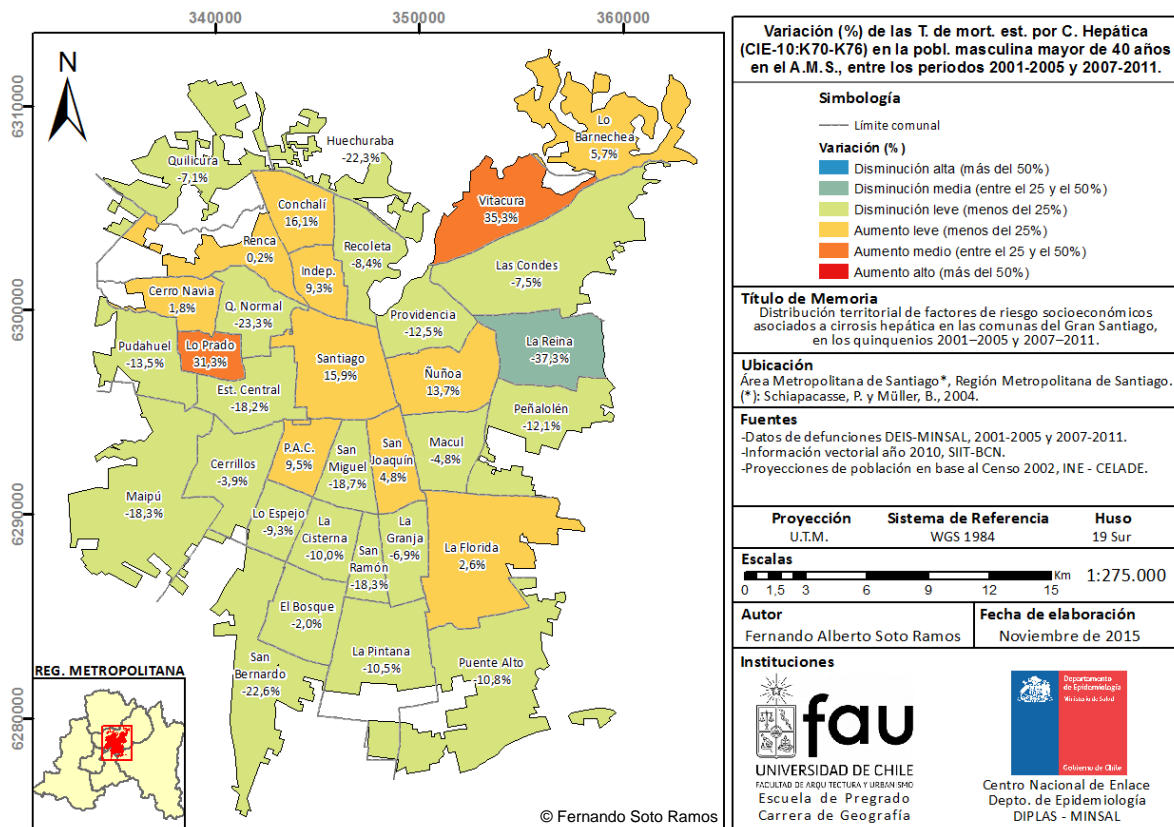 340000
350000
360000
6310000
6300000
6290000
6280000
N
Lo
Barnechea
5,7%
Huechuraba
-22,3%
Quilicura
-7,1%
Vitacura
35,3%
Conchalí
16,1%
Renca
0,2%
Recoleta
-8,4%
Indep.
9,3%
Las Condes
-7,5%
Cerro Navia
1,8%
Q. Normal
-23,3%
Providencia
-12,5%
La Reina
-37,3%
Pudahuel
-13,5%
Lo Prado
31,3%
Santiago
15,9%
Ñuñoa
13,7%
Est. Central
-18,2%
Peñalolén
-12,1%
P.A.C.
9,5%
San
Miguel
-18,7%
San
Joaquín
4,8%
Macul
-4,8%
Cerrillos
-3,9%
Maipú
-18,3%
Lo Espejo
-9,3%
La
Cisterna
-10,0%
La
Granja
-6,9%
San
Ramón
-18,3%
La Florida
2,6%
El Bosque
-2,0%
San
Bernardo
-22,6%
La Pintana
-10,5%
Puente Alto
-10,8%
REG. METROPOLITANA
© Fernando Soto Ramos
Variación (%) de las T. de mort. est. por C. Hepática
(CIE-10:K70-K76) en la pobl. masculina mayor de 40 años
en el A.M.S., entre los periodos 2001-2005 y 2007-2011.
Simbología
Límite comunal
Variación (%)
Disminución alta (más del 50%)
Disminución media (entre el 25 y el 50%)
Disminución leve (menos del 25%)
Aumento leve (menos del 25%)
Aumento medio (entre el 25 y el 50%)
Aumento alto (más del 50%)
Título de Memoria
Distribución territorial de factores de riesgo socioeconómicos
asociados a cirrosis hepática en las comunas del Gran Santiago,
en los quinquenios 2001–2005 y 2007–2011.
Ubicación
Área Metropolitana de Santiago*, Región Metropolitana de Santiago.
(*): Schiapacasse, P. y Müller, B., 2004.
Fuentes
-Datos de defunciones DEIS-MINSAL, 2001-2005 y 2007-2011.
-Información vectorial año 2010, SIIT-BCN.
-Proyecciones de población en base al Censo 2002, INE - CELADE.
Proyección Sistema de Referencia Huso
U.T.M. WGS 1984 19 Sur
Escalas
Km 1:275.000
0 1,5 3 6 9 12 15
Autor
Fernando Alberto Soto Ramos
Fecha de elaboración
Noviembre de 2015
Instituciones
fau
UNIVERSIDAD DE CHILE
FACULTAD DE ARQUITECTURA Y URBANISMO
Escuela de Pregrado
Carrera de Geografía
Departamento
de Epidemiología
Ministerio de Salud
Gobierno de Chile
Centro Nacional de Enlace
Depto. de Epidemiología
DIPLAS - MINSAL